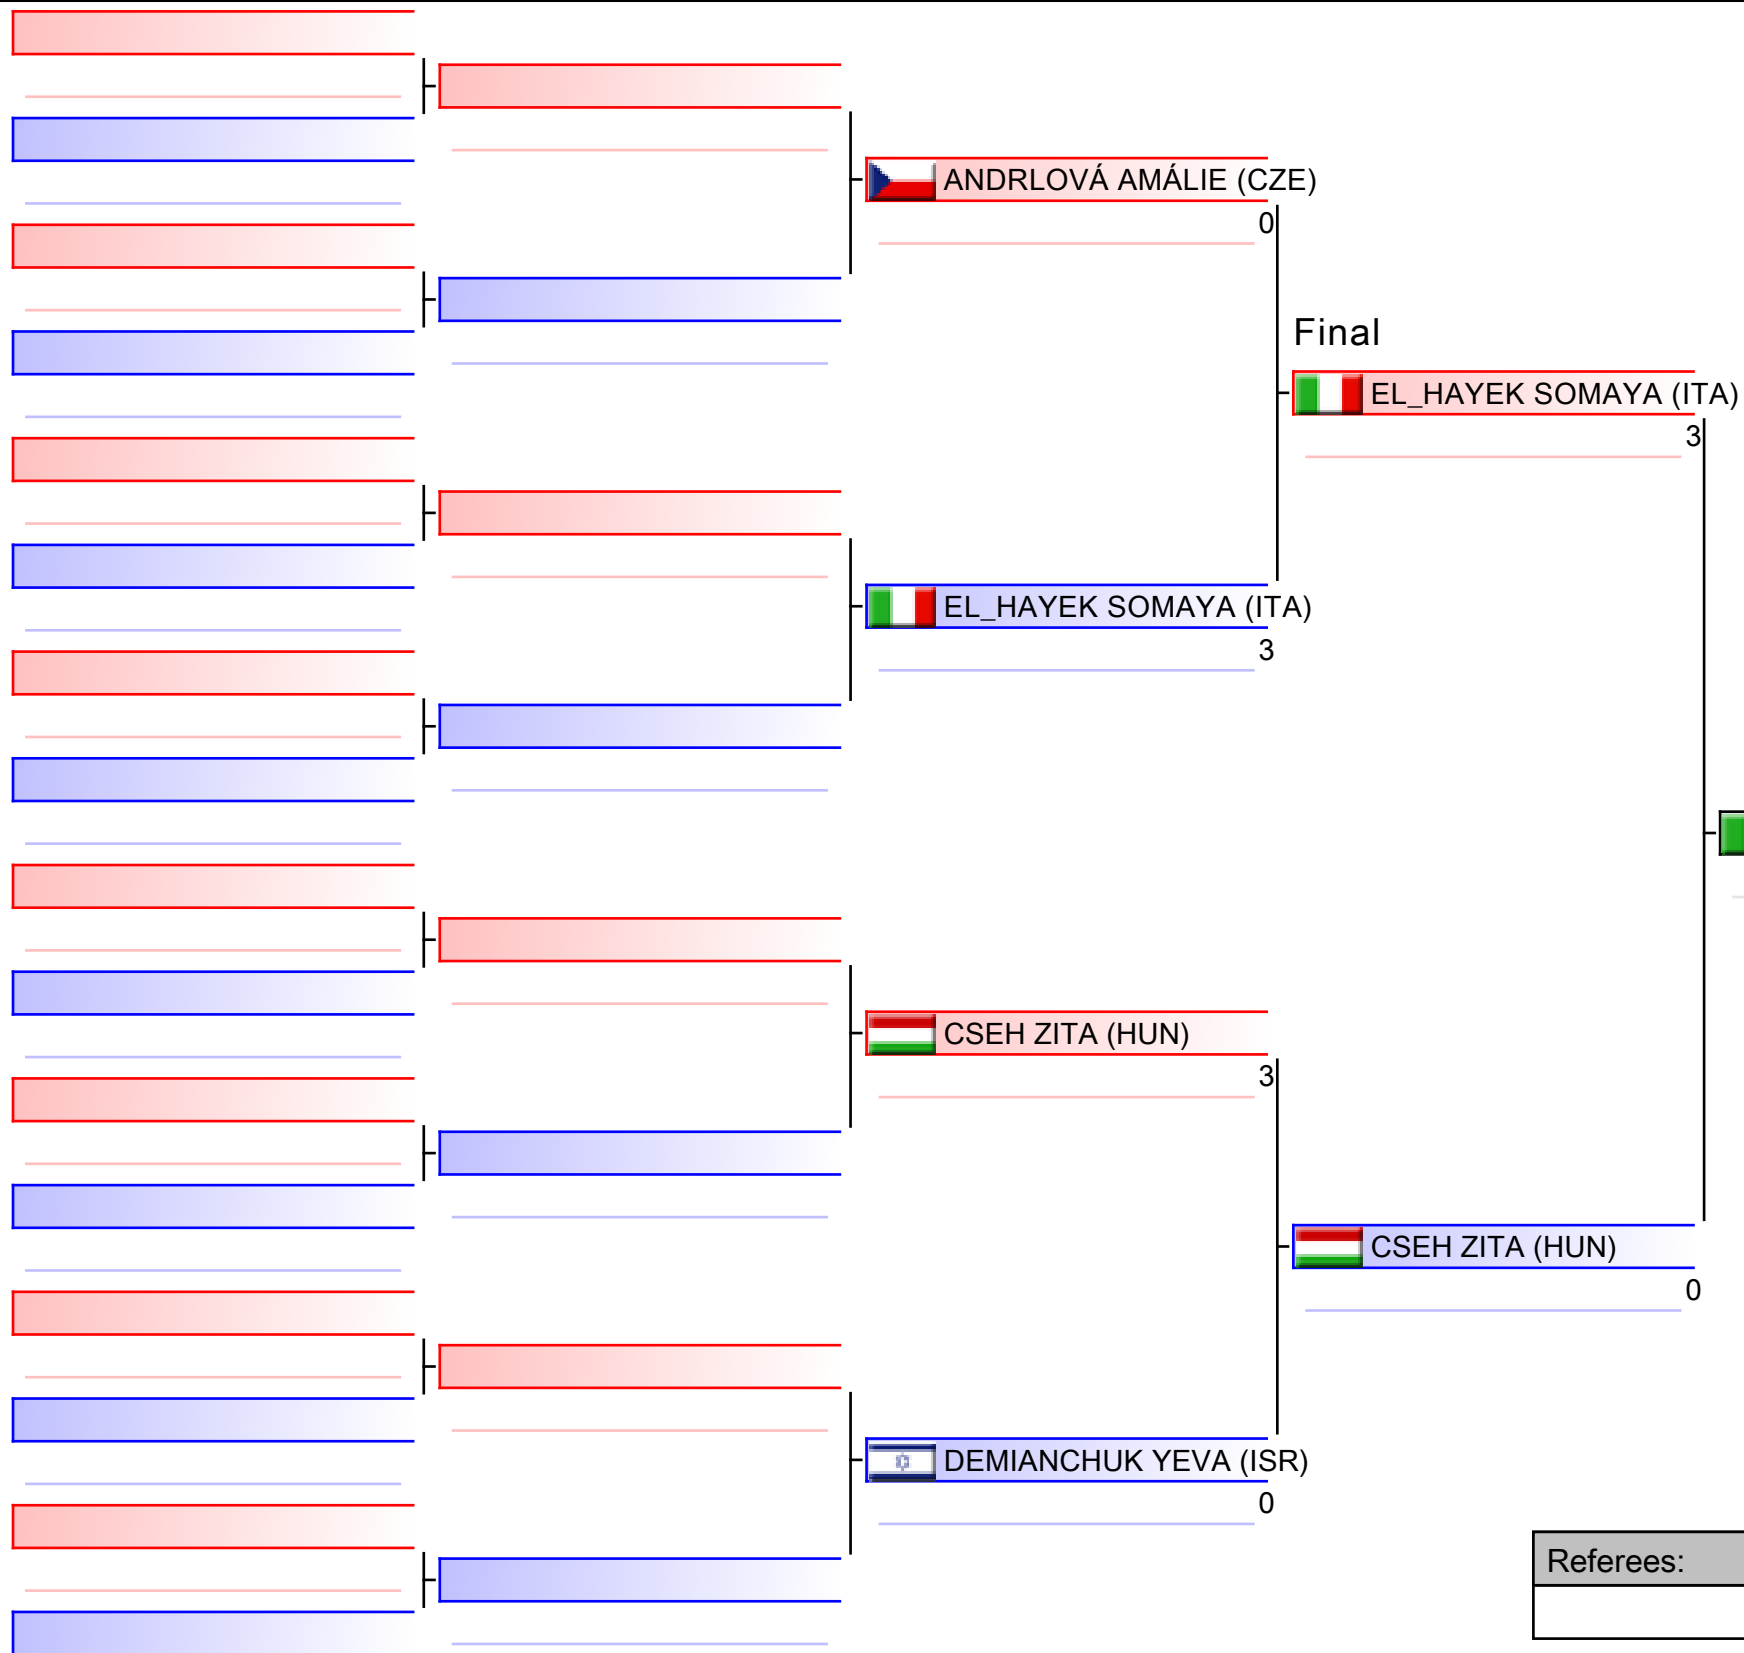 ANDRLOVÁ AMÁLIE (CZE)
0
Final
EL_HAYEK SOMAYA (ITA)
3
EL_HAYEK SOMAYA (ITA)
3
CSEH ZITA (HUN)
3
CSEH ZITA (HUN)
0
DEMIANCHUK YEVA (ISR)
0
Referees: